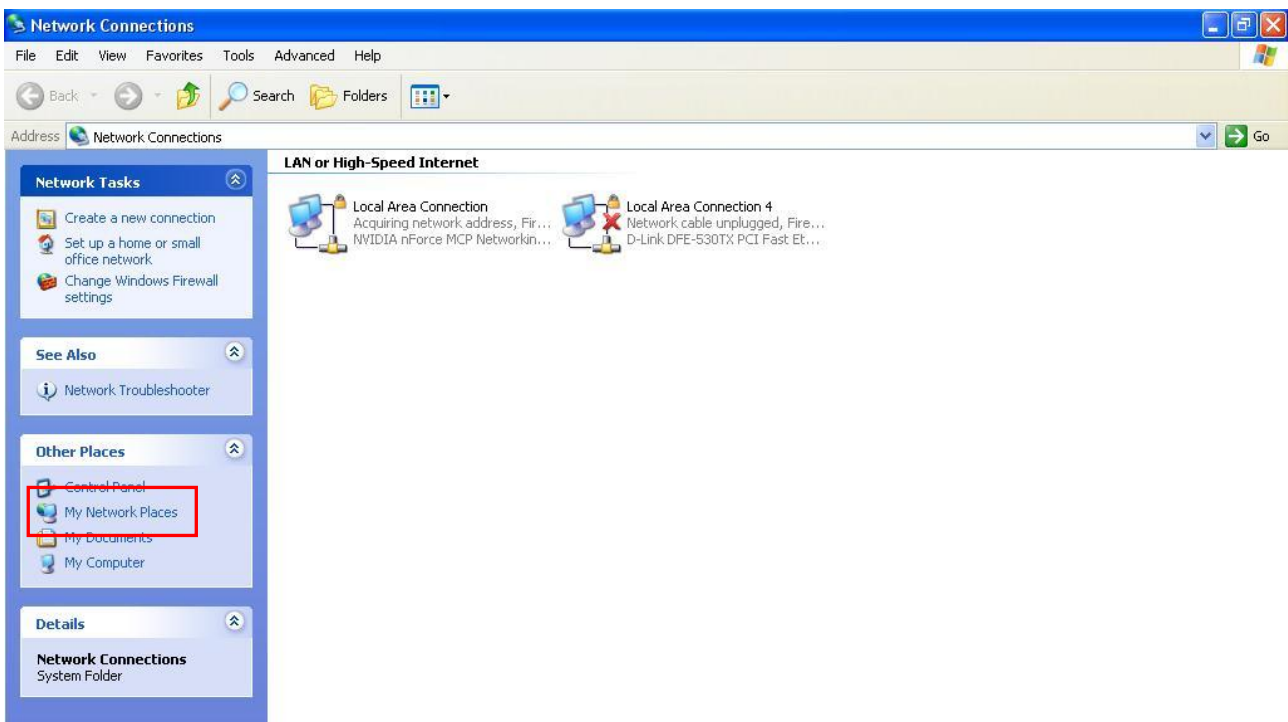 Network Connections
File Edit View Favorites Tools Advanced Help
Back Search Folders
Address Network Connections Go
Network Tasks
Create a new connection
Set up a home or small
office network
Change Windows Firewall
settings
See Also
Network Troubleshooter
Other Places
Control Panel
My Network Places
My Documents
My Computer
Details
Network Connections
System Folder
LAN or High-Speed Internet
Local Area Connection
Acquiring network address, Fir...
NVIDIA nForce MCP Networkin...
Local Area Connection 4
Network cable unplugged, Fire...
D-Link DFE-530TX PCI Fast Et...